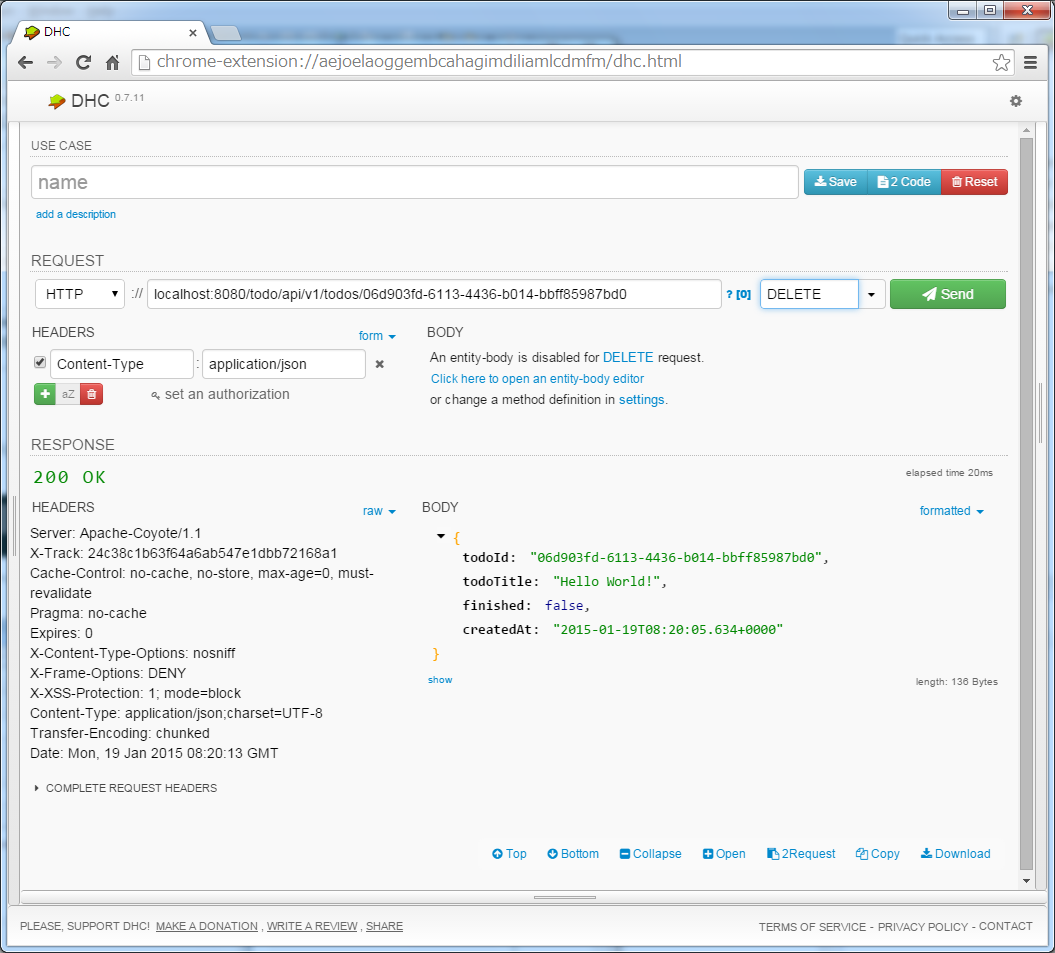 DHC
chrome-extension://aejoelaoggembcahagimdiliamlcdmfm/dhc.html
DHC 0.7.11
USE CASE
name
Save 2 Code Reset
add a description
REQUEST
HTTP :// localhost:8080/todo/api/v1/todos/06d903fd-6113-4436-b014-bbff85987bd0 ? [0] DELETE Send
HEADERS form BODY
Content-Type : application/json
An entity-body is disabled for DELETE request.
Click here to open an entity-body editor
or change a method definition in settings.
aZ set an authorization
RESPONSE
200 OK elapsed time 20ms
HEADERS raw BODY formatted
Server: Apache-Coyote/1.1
X-Track: 24c38c1b63f64a6ab547e1dbb72168a1
Cache-Control: no-cache, no-store, max-age=0, must-
revalidate
Pragma: no-cache
Expires: 0
X-Content-Type-Options: nosniff
X-Frame-Options: DENY
X-XSS-Protection: 1; mode=block
Content-Type: application/json;charset=UTF-8
Transfer-Encoding: chunked
Date: Mon, 19 Jan 2015 08:20:13 GMT
{
todoId: "06d903fd-6113-4436-b014-bbff85987bd0",
todoTitle: "Hello World!",
finished: false,
createdAt: "2015-01-19T08:20:05.634+0000"
}
show length: 136 Bytes
COMPLETE REQUEST HEADERS
Top Bottom Collapse Open 2Request Copy Download
PLEASE, SUPPORT DHC! MAKE A DONATION , WRITE A REVIEW , SHARE TERMS OF SERVICE - PRIVACY POLICY - CONTACT